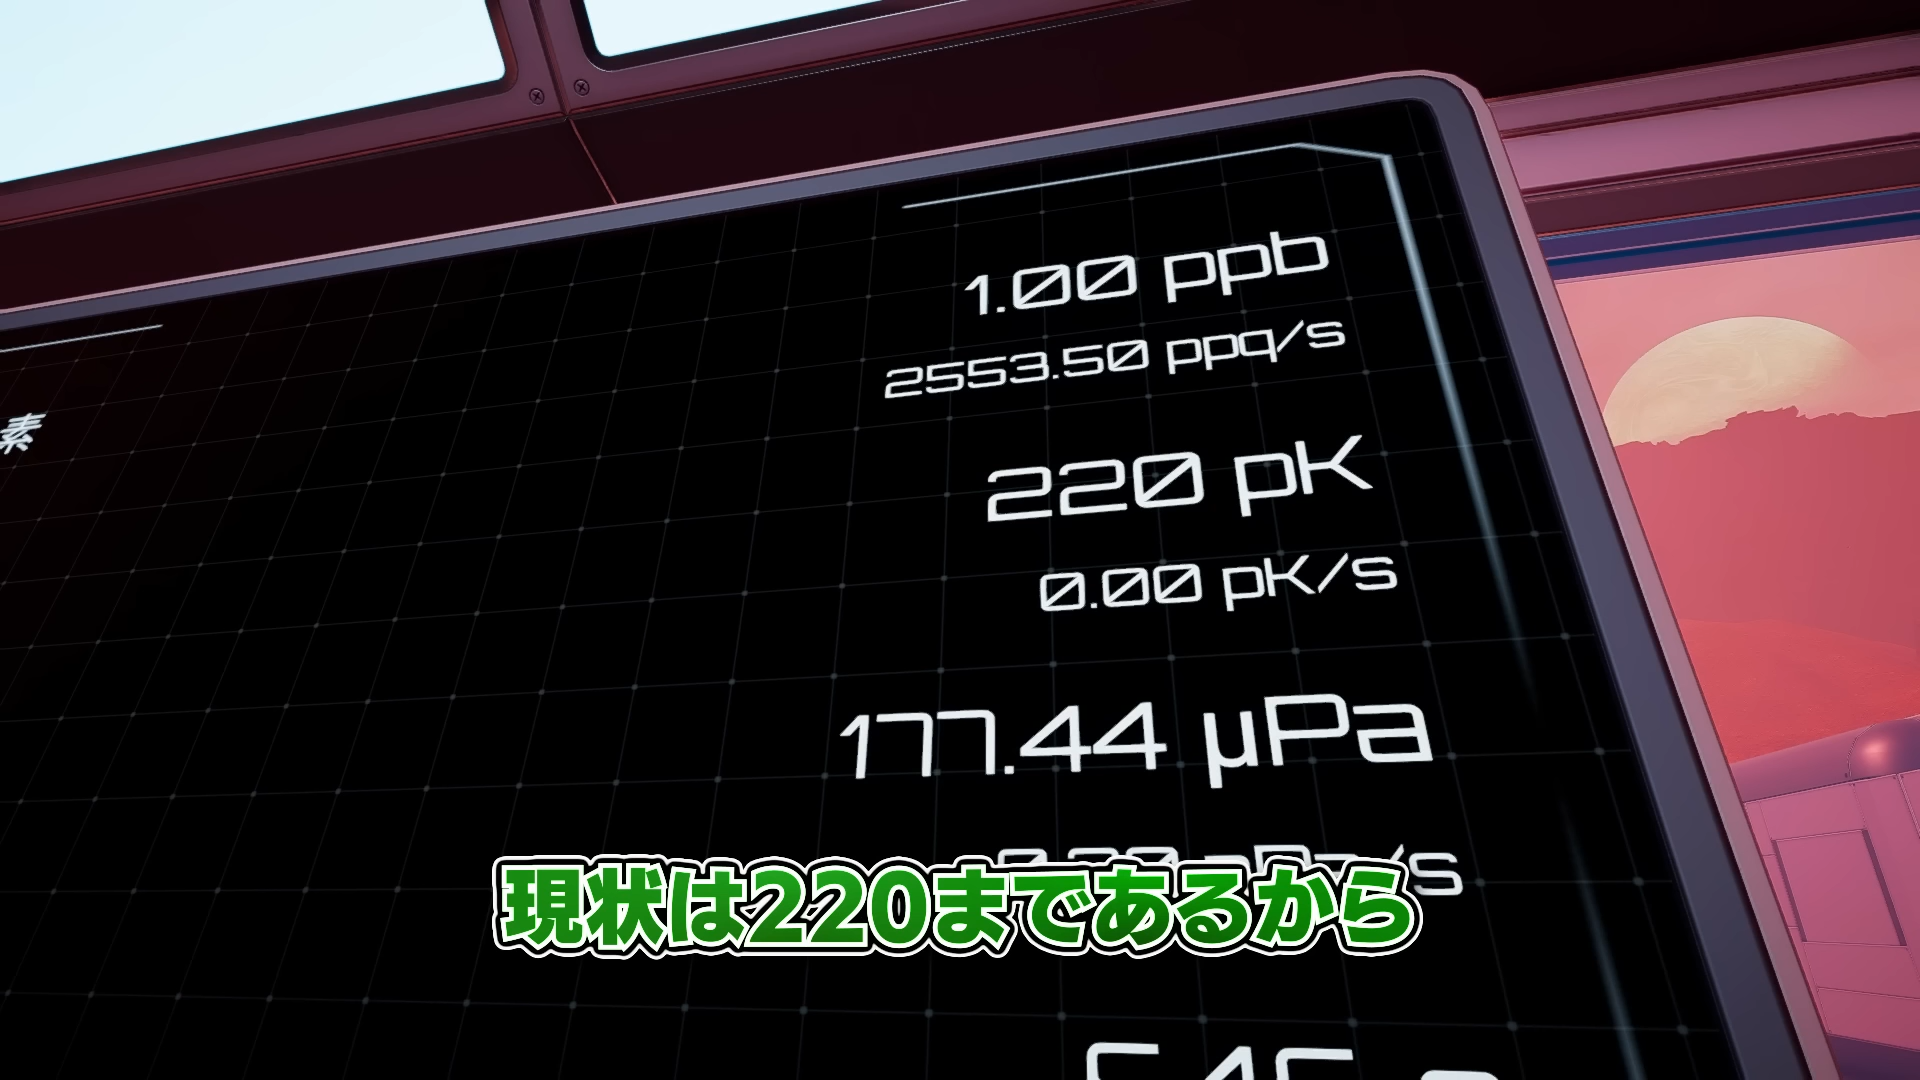 1.00 ppb
2553.50 ppq/s
素
220 pK
0.00 pK/s
177.44 µPa
現状は220まであるから